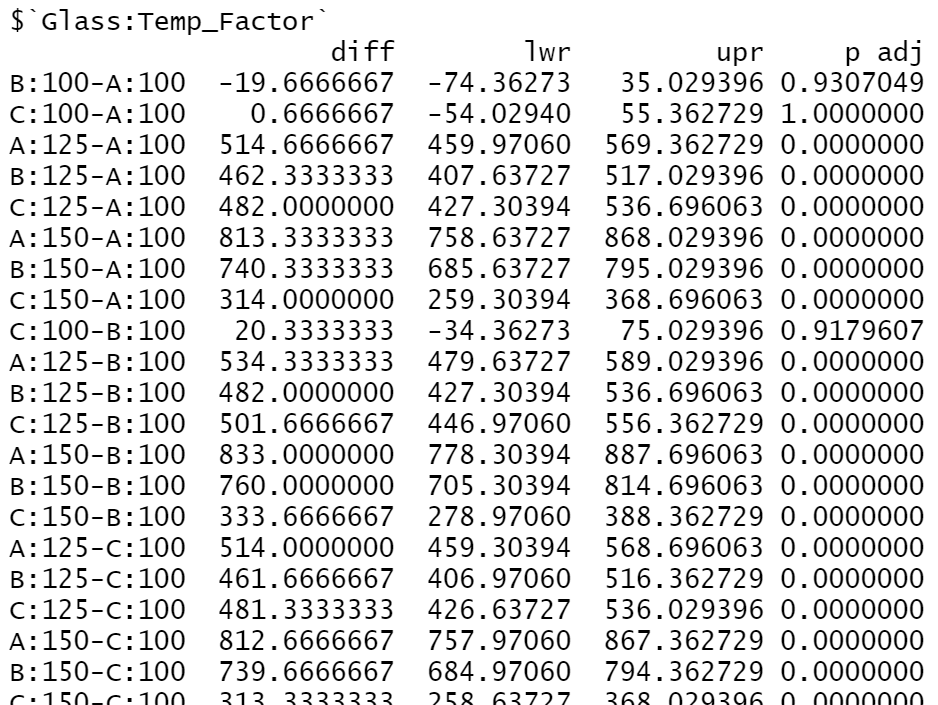 $`Glass:Temp_Factor`
diff lwr upr p adj
B:100-A:100 -19.6666667 -74.36273 35.029396 0.9307049
C:100-A:100 0.6666667 -54.02940 55.362729 1.0000000
A:125-A:100 514.6666667 459.97060 569.362729 0.0000000
B:125-A:100 462.3333333 407.63727 517.029396 0.0000000
C:125-A:100 482.0000000 427.30394 536.696063 0.0000000
A:150-A:100 813.3333333 758.63727 868.029396 0.0000000
B:150-A:100 740.3333333 685.63727 795.029396 0.0000000
C:150-A:100 314.0000000 259.30394 368.696063 0.0000000
C:100-B:100 20.3333333 -34.36273 75.029396 0.9179607
A:125-B:100 534.3333333 479.63727 589.029396 0.0000000
B:125-B:100 482.0000000 427.30394 536.696063 0.0000000
C:125-B:100 501.6666667 446.97060 556.362729 0.0000000
A:150-B:100 833.0000000 778.30394 887.696063 0.0000000
B:150-B:100 760.0000000 705.30394 814.696063 0.0000000
C:150-B:100 333.6666667 278.97060 388.362729 0.0000000
A:125-C:100 514.0000000 459.30394 568.696063 0.0000000
B:125-C:100 461.6666667 406.97060 516.362729 0.0000000
C:125-C:100 481.3333333 426.63727 536.029396 0.0000000
A:150-C:100 812.6666667 757.97060 867.362729 0.0000000
B:150-C:100 739.6666667 684.97060 794.362729 0.0000000
C:150-C:100 313.3333333 258.63727 368.029396 0.0000000